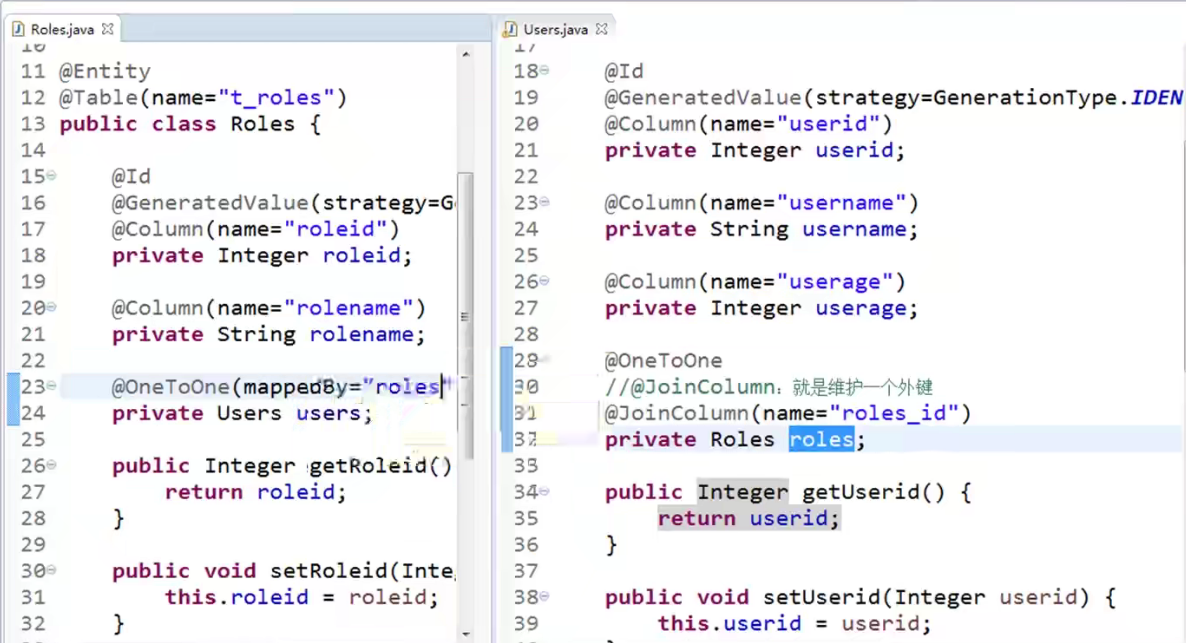 Roles.java
10
11 @Entity
12 @Table(name="t_roles")
13 public class Roles {
14
15 @Id
16 @GeneratedValue(strategy=G
17 @Column(name="roleid")
18 private Integer roleid;
19
20 @Column(name="rolename")
21 private String rolename;
22
23 @OneToOne(mappedBy="roles"
24 private Users users;
25
26 public Integer getRoleid()
27 return roleid;
28 }
29
30 public void setRoleid(Inte
31 this.roleid = roleid;
32 }
Users.java
17
18 @Id
19 @GeneratedValue(strategy=GenerationType.IDEN
20 @Column(name="userid")
21 private Integer userid;
22
23 @Column(name="username")
24 private String username;
25
26 @Column(name="userage")
27 private Integer userage;
28
29 @OneToOne
30 //@JoinColumn：就是维护一个外键
31 @JoinColumn(name="roles_id")
32 private Roles roles;
33
34 public Integer getUserid() {
35 return userid;
36 }
37
38 public void setUserid(Integer userid) {
39 this.userid = userid;